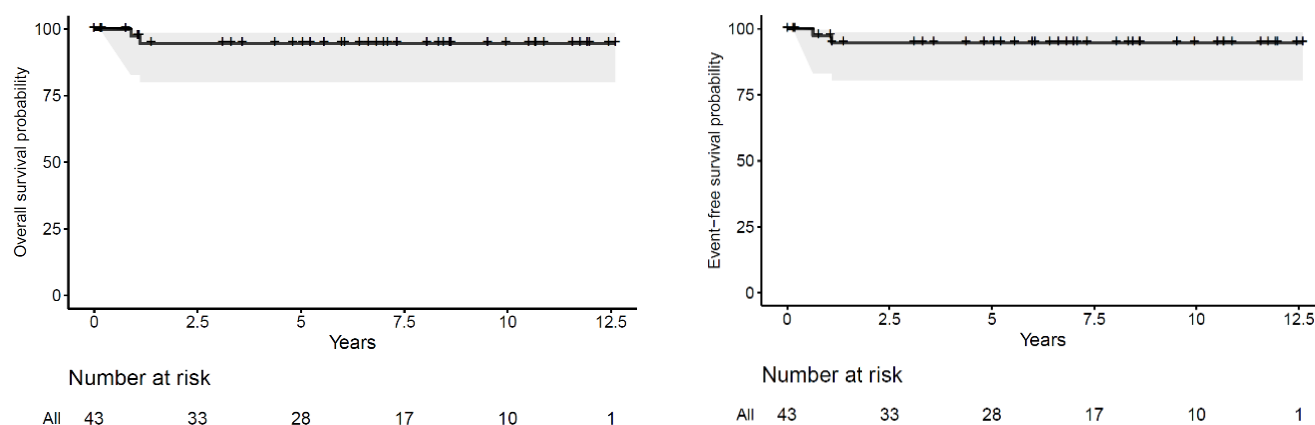 Overall survival probability
100
75
50
25
0
0 2.5 5 7.5 10 12.5
Years
Number at risk
All 43 33 28 17 10 1
Event-free survival probability
100
75
50
25
0
0 2.5 5 7.5 10 12.5
Years
Number at risk
All 43 33 28 17 10 1